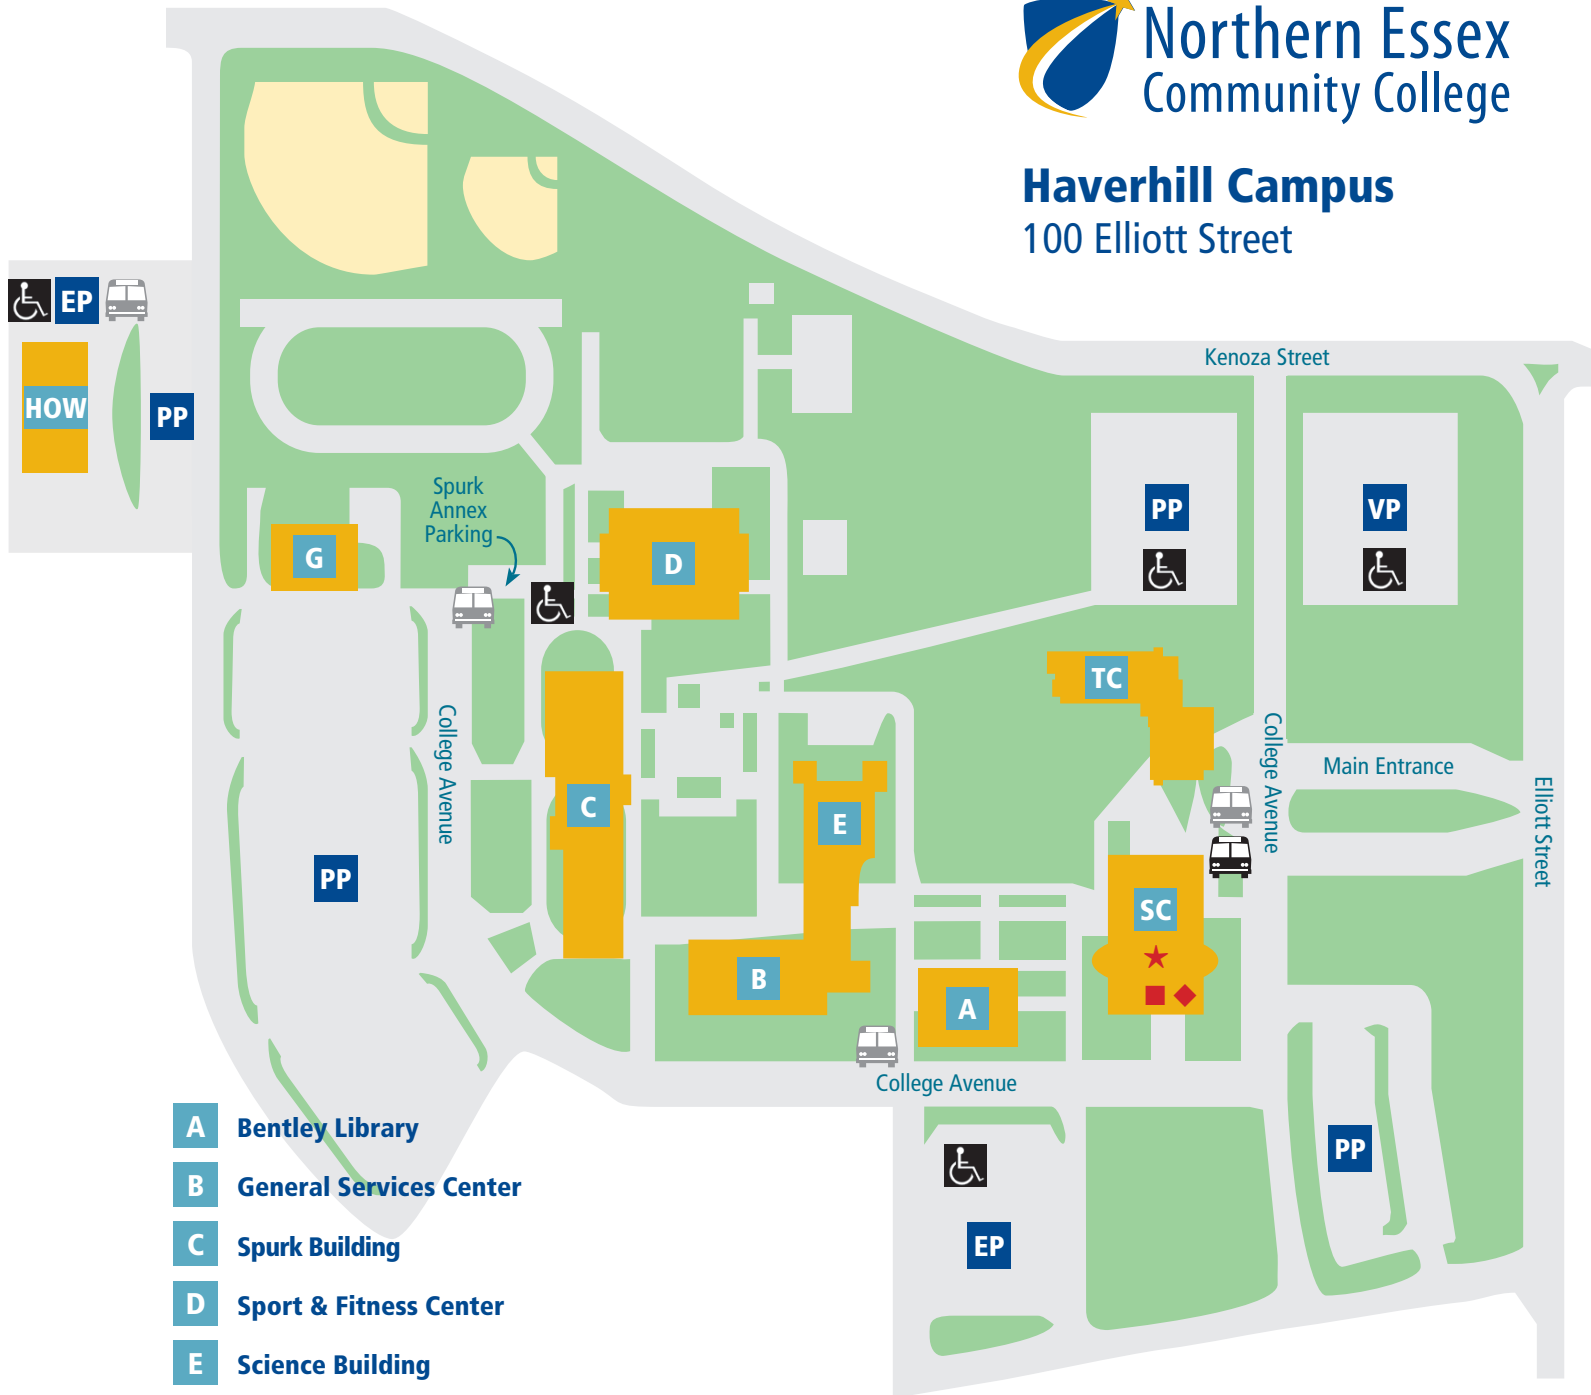 Northern Essex
Community College
Haverhill Campus
100 Elliott Street
EP
HOW
PP
Kenoza Street
Spurk
Annex
Parking
G
D
PP
VP
TC
College Avenue
College Avenue
Main Entrance
Elliott Street
C
E
PP
SC
B
A
College Avenue
PP
EP
A Bentley Library
B General Services Center
C Spurk Building
D Sport & Fitness Center
E Science Building